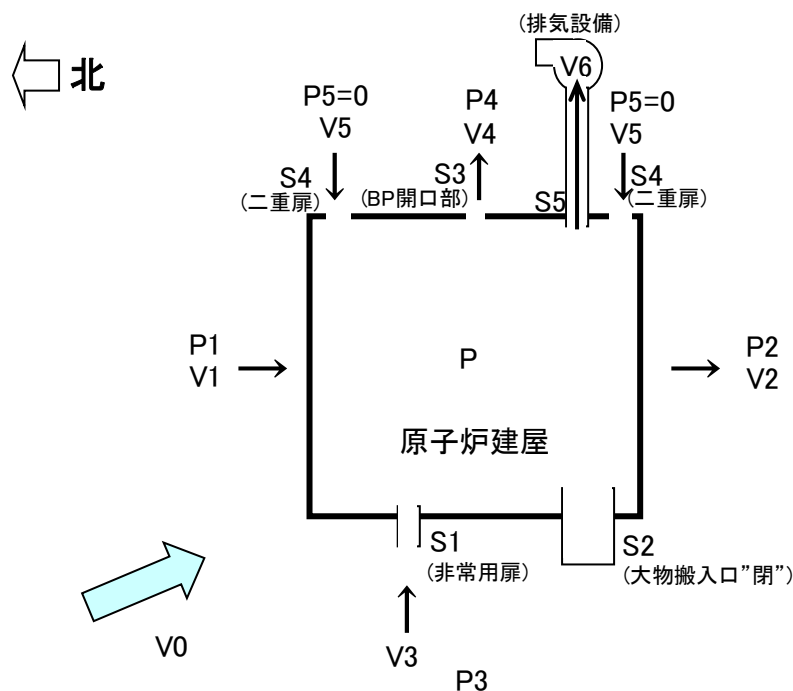 (排気設備)
北
V6
P5=0
V5
P4
V4
P5=0
V5
S4
(二重扉)
S3
(BP開口部)
S5
S4
(二重扉)
P1
V1
P
P2
V2
原子炉建屋
S1
(非常用扉)
S2
(大物搬入口”閉”)
V0
V3
P3